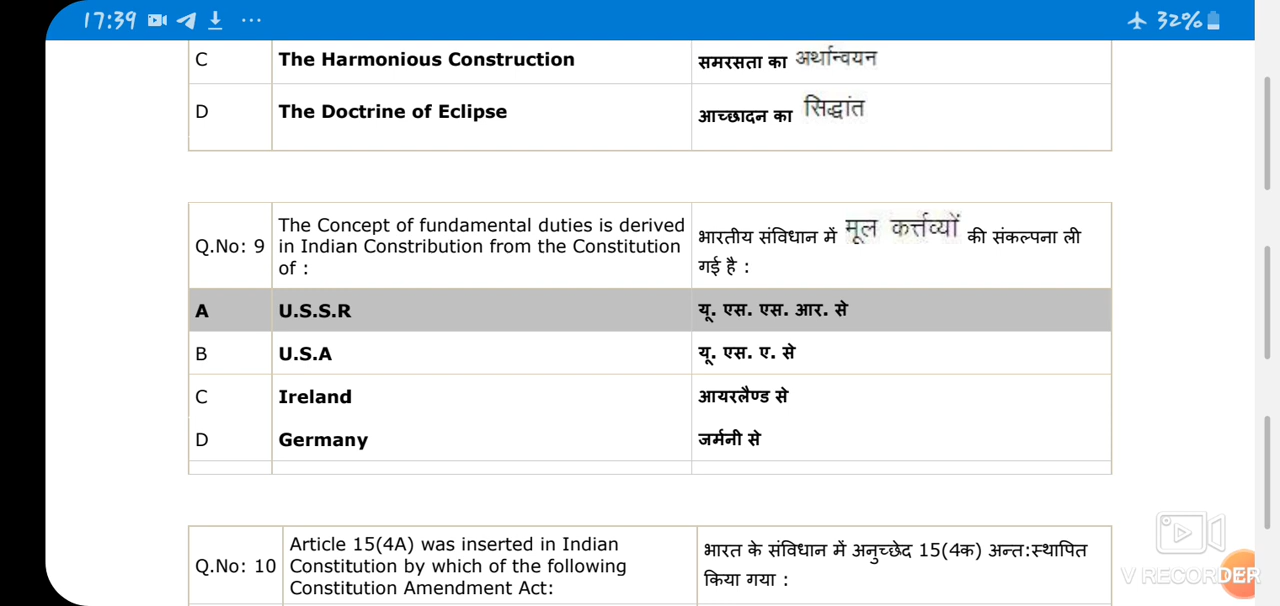 17:39 ... 32%
C The Harmonious Construction समरसता का अर्थान्वयन
D The Doctrine of Eclipse आच्छादन का सिद्धांत
The Concept of fundamental duties is derived
Q.No: 9 in Indian Constribution from the Constitution
of :
भारतीय संविधान में मूल कर्त्तव्यों की संकल्पना ली
गई है :
A U.S.S.R यू. एस. एस. आर. से
B U.S.A यू. एस. ए. से
C Ireland आयरलैण्ड से
D Germany जर्मनी से
Article 15(4A) was inserted in Indian
Q.No: 10 Constitution by which of the following
Constitution Amendment Act:
भारत के संविधान में अनुच्छेद 15(4क) अन्त:स्थापित
किया गया :
V RECORDER